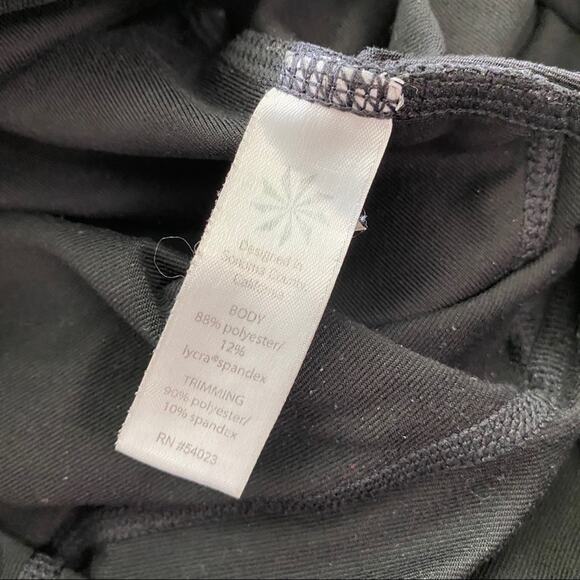 Designed in
Sonoma County,
California
BODY
88% polyester/
12%
lycra®spandex
TRIMMING
90% polyester/
10% spandex
RN #54023